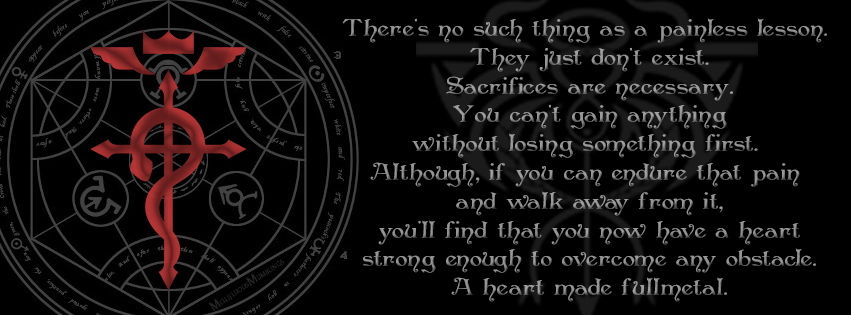 There's no such thing as a painless lesson.
They just don't exist.
Sacrifices are necessary.
You can't gain anything
without losing something first.
Although, if you can endure that pain
and walk away from it,
you'll find that you now have a heart
strong enough to overcome any obstacle.
A heart made fullmetal.